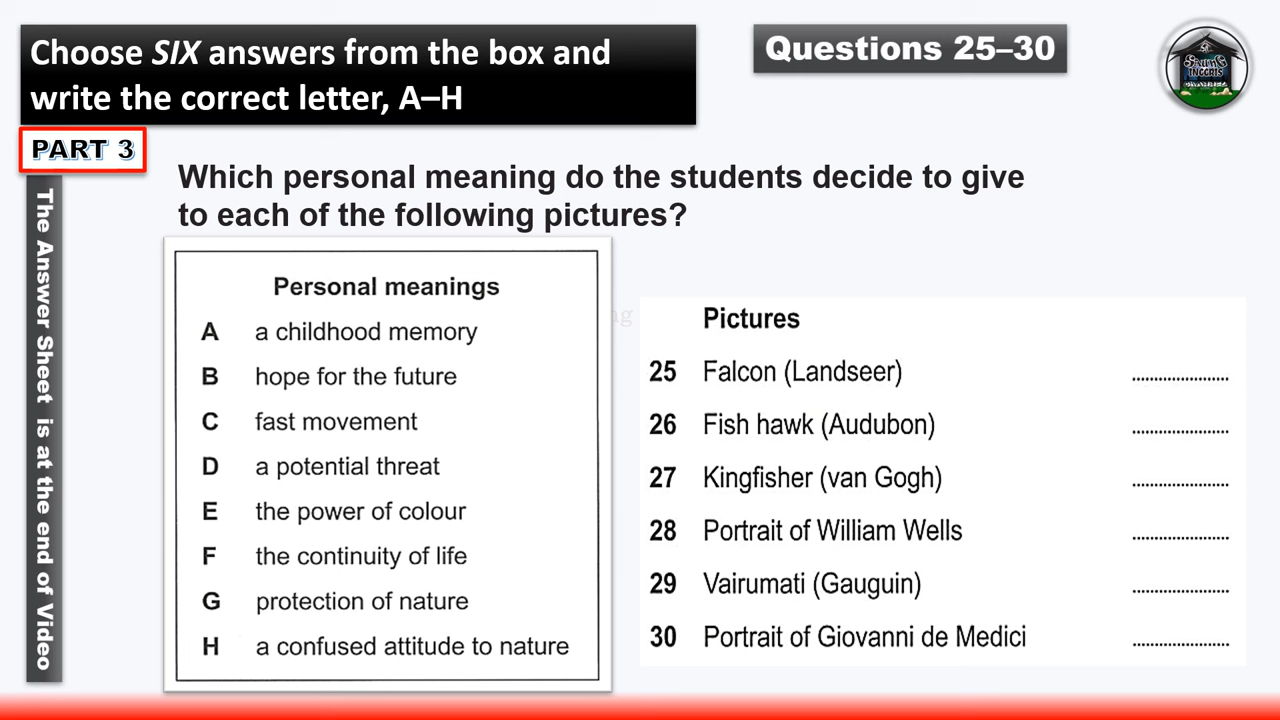 Choose SIX answers from the box and
write the correct letter, A–H
Questions 25–30
PART 3
The Answer Sheet is at the end of Video
Which personal meaning do the students decide to give
to each of the following pictures?
Personal meanings
A a childhood memory
B hope for the future
C fast movement
D a potential threat
E the power of colour
F the continuity of life
G protection of nature
H a confused attitude to nature
Pictures
25 Falcon (Landseer) ......................
26 Fish hawk (Audubon) ......................
27 Kingfisher (van Gogh) ......................
28 Portrait of William Wells ......................
29 Vairumati (Gauguin) ......................
30 Portrait of Giovanni de Medici ......................